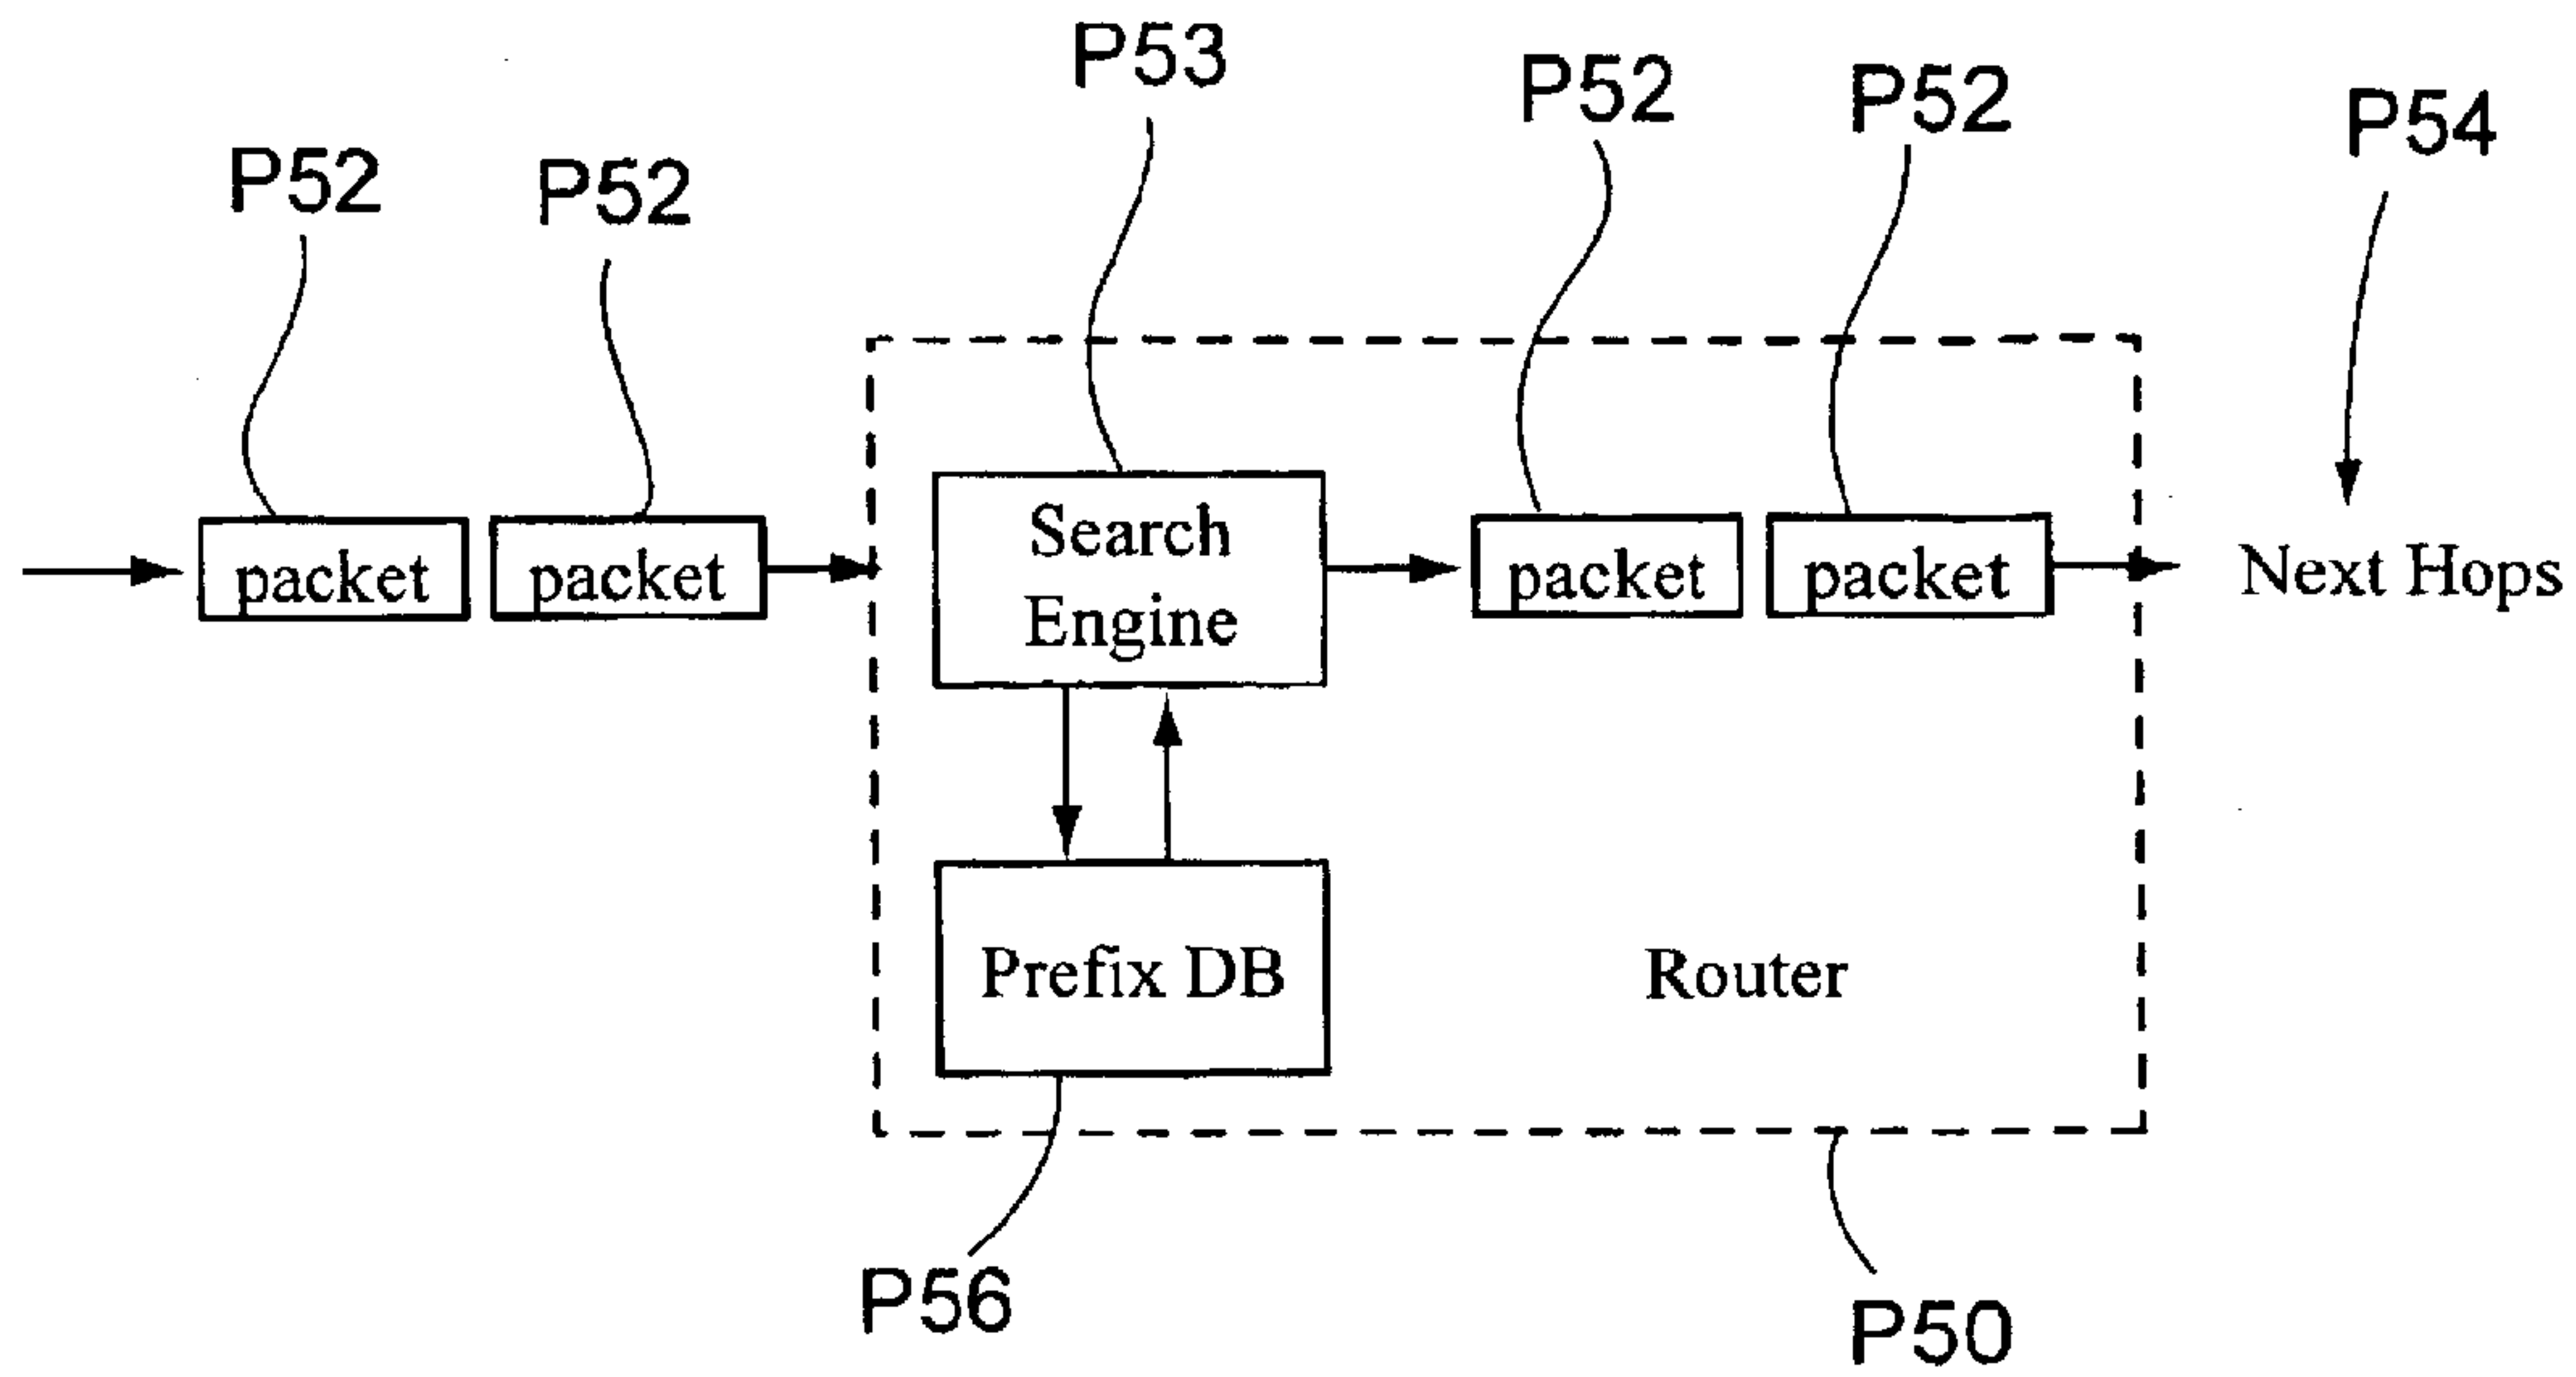 P53
P52
P52
P54
P52
P52
Search
Engine
packet
packet
packet
packet
Next Hops
Prefix DB
Router
P56
P50